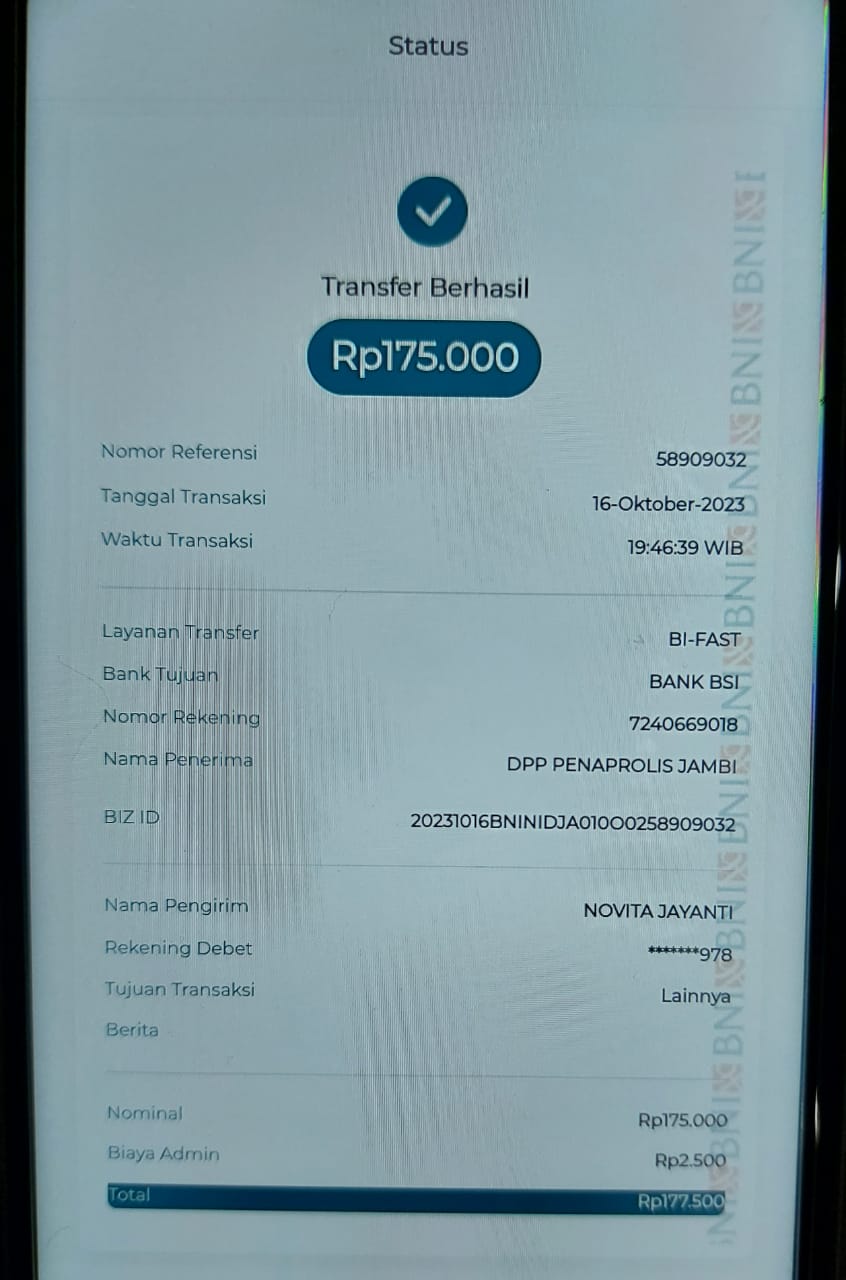 Status
Transfer Berhasil
Rp175.000
Nomor Referensi 58909032
Tanggal Transaksi 16-Oktober-2023
Waktu Transaksi 19:46:39 WIB
Layanan Transfer BI-FAST
Bank Tujuan BANK BSI
Nomor Rekening 7240669018
Nama Penerima DPP PENAPROLIS JAMBI
BIZ ID 20231016BNINIDJA010O0258909032
Nama Pengirim NOVITA JAYANTI
Rekening Debet *******978
Tujuan Transaksi Lainnya
Berita
Nominal Rp175.000
Biaya Admin Rp2.500
Total Rp177.500
BNI BNI BNI BNI BNI BNI BNI BNI BNI